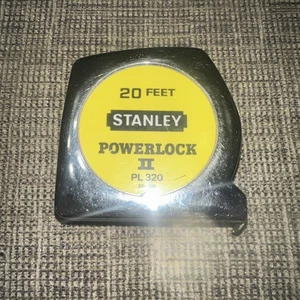 20 FEET
STANLEY
POWERLOCK
II
PL 320